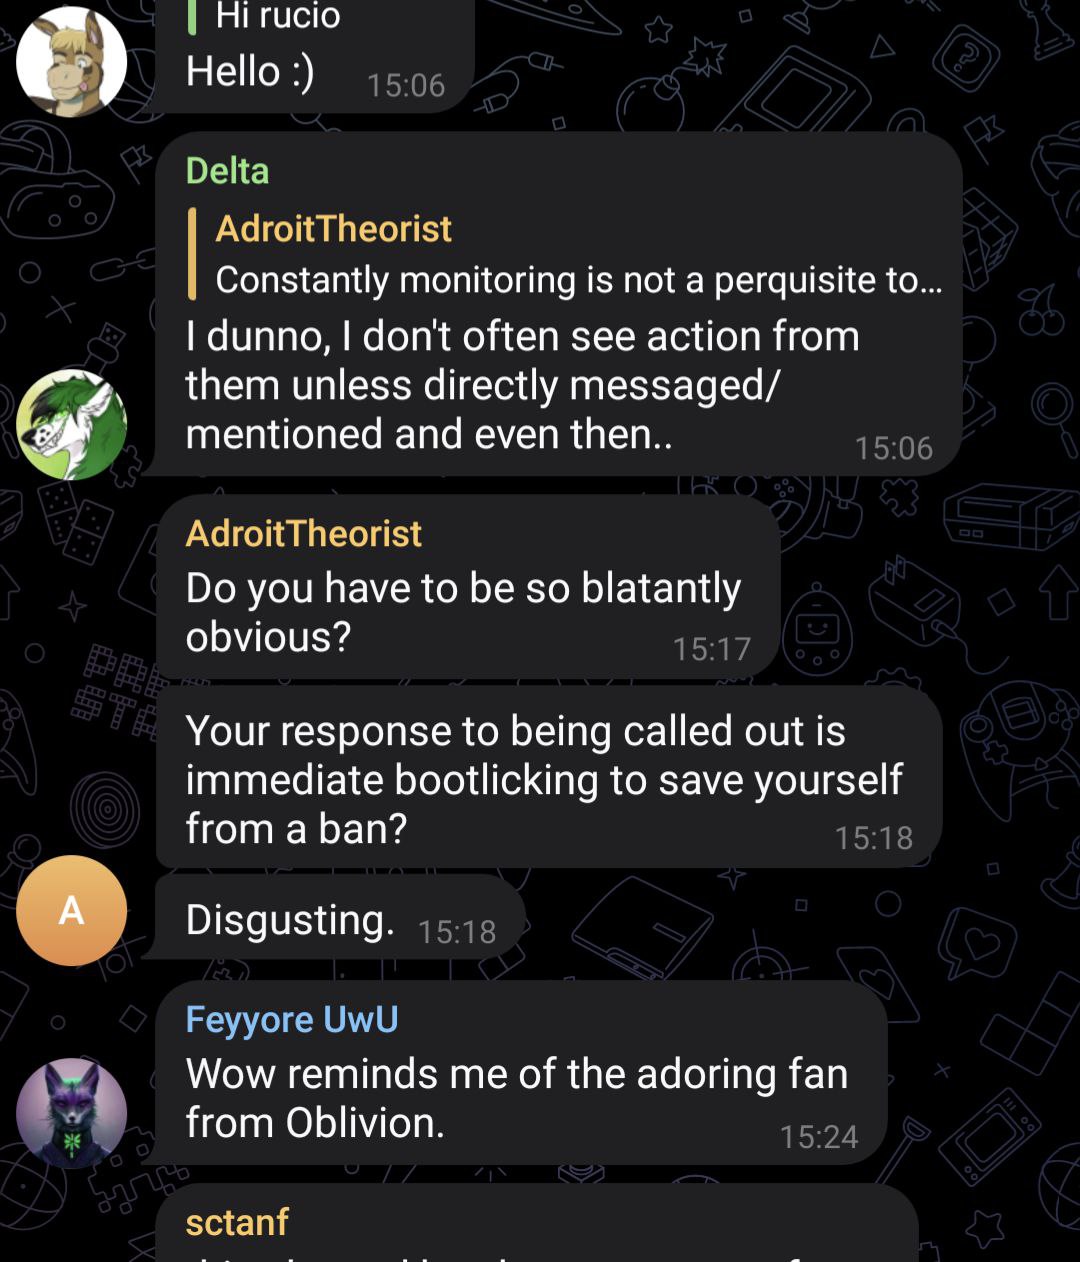 Hi rucio
Hello :)
15:06
Delta
AdroitTheorist
Constantly monitoring is not a perquisite to...
I dunno, I don't often see action from
them unless directly messaged/
mentioned and even then..
15:06
AdroitTheorist
Do you have to be so blatantly
obvious?
15:17
Your response to being called out is
immediate bootlicking to save yourself
from a ban?
15:18
A
Disgusting.
15:18
Feyyore UwU
Wow reminds me of the adoring fan
from Oblivion.
15:24
sctanf